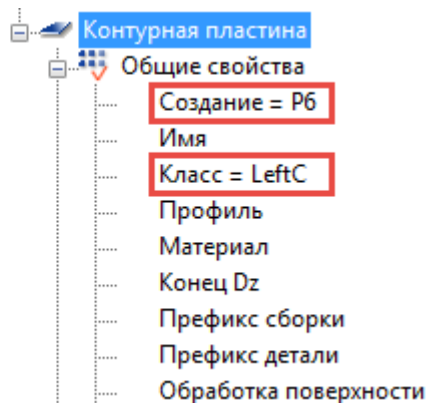 Контурная пластина
Общие свойства
Создание = P6
Имя
Класс = LeftC
Профиль
Материал
Конец Dz
Префикс сборки
Префикс детали
Обработка поверхности